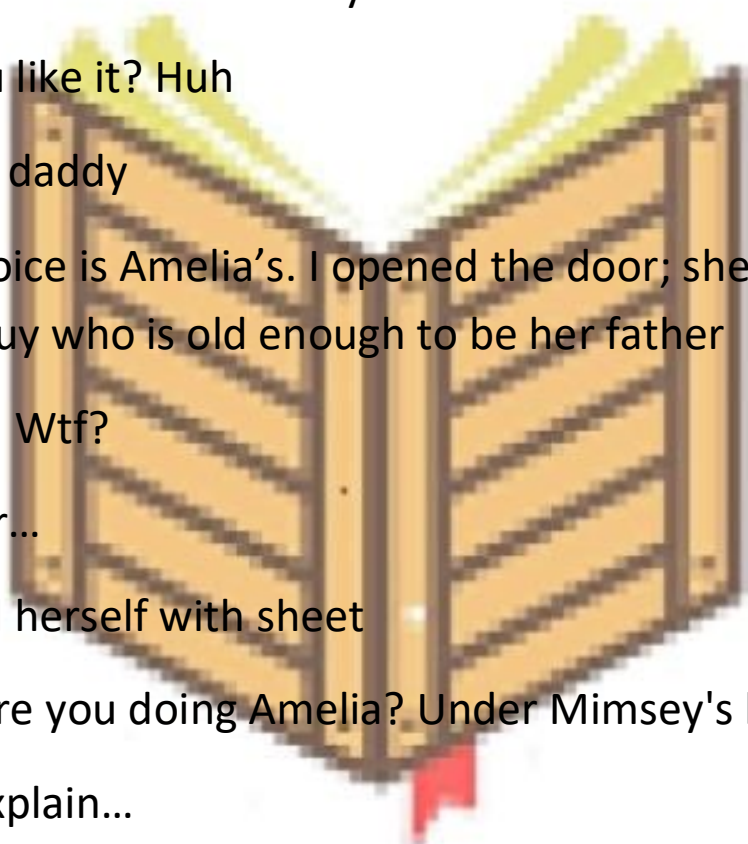 like it? Huh
daddy
oice is Amelia’s. I opened the door; she
uy who is old enough to be her father
Wtf?
r…
herself with sheet
re you doing Amelia? Under Mimsey's
xplain…